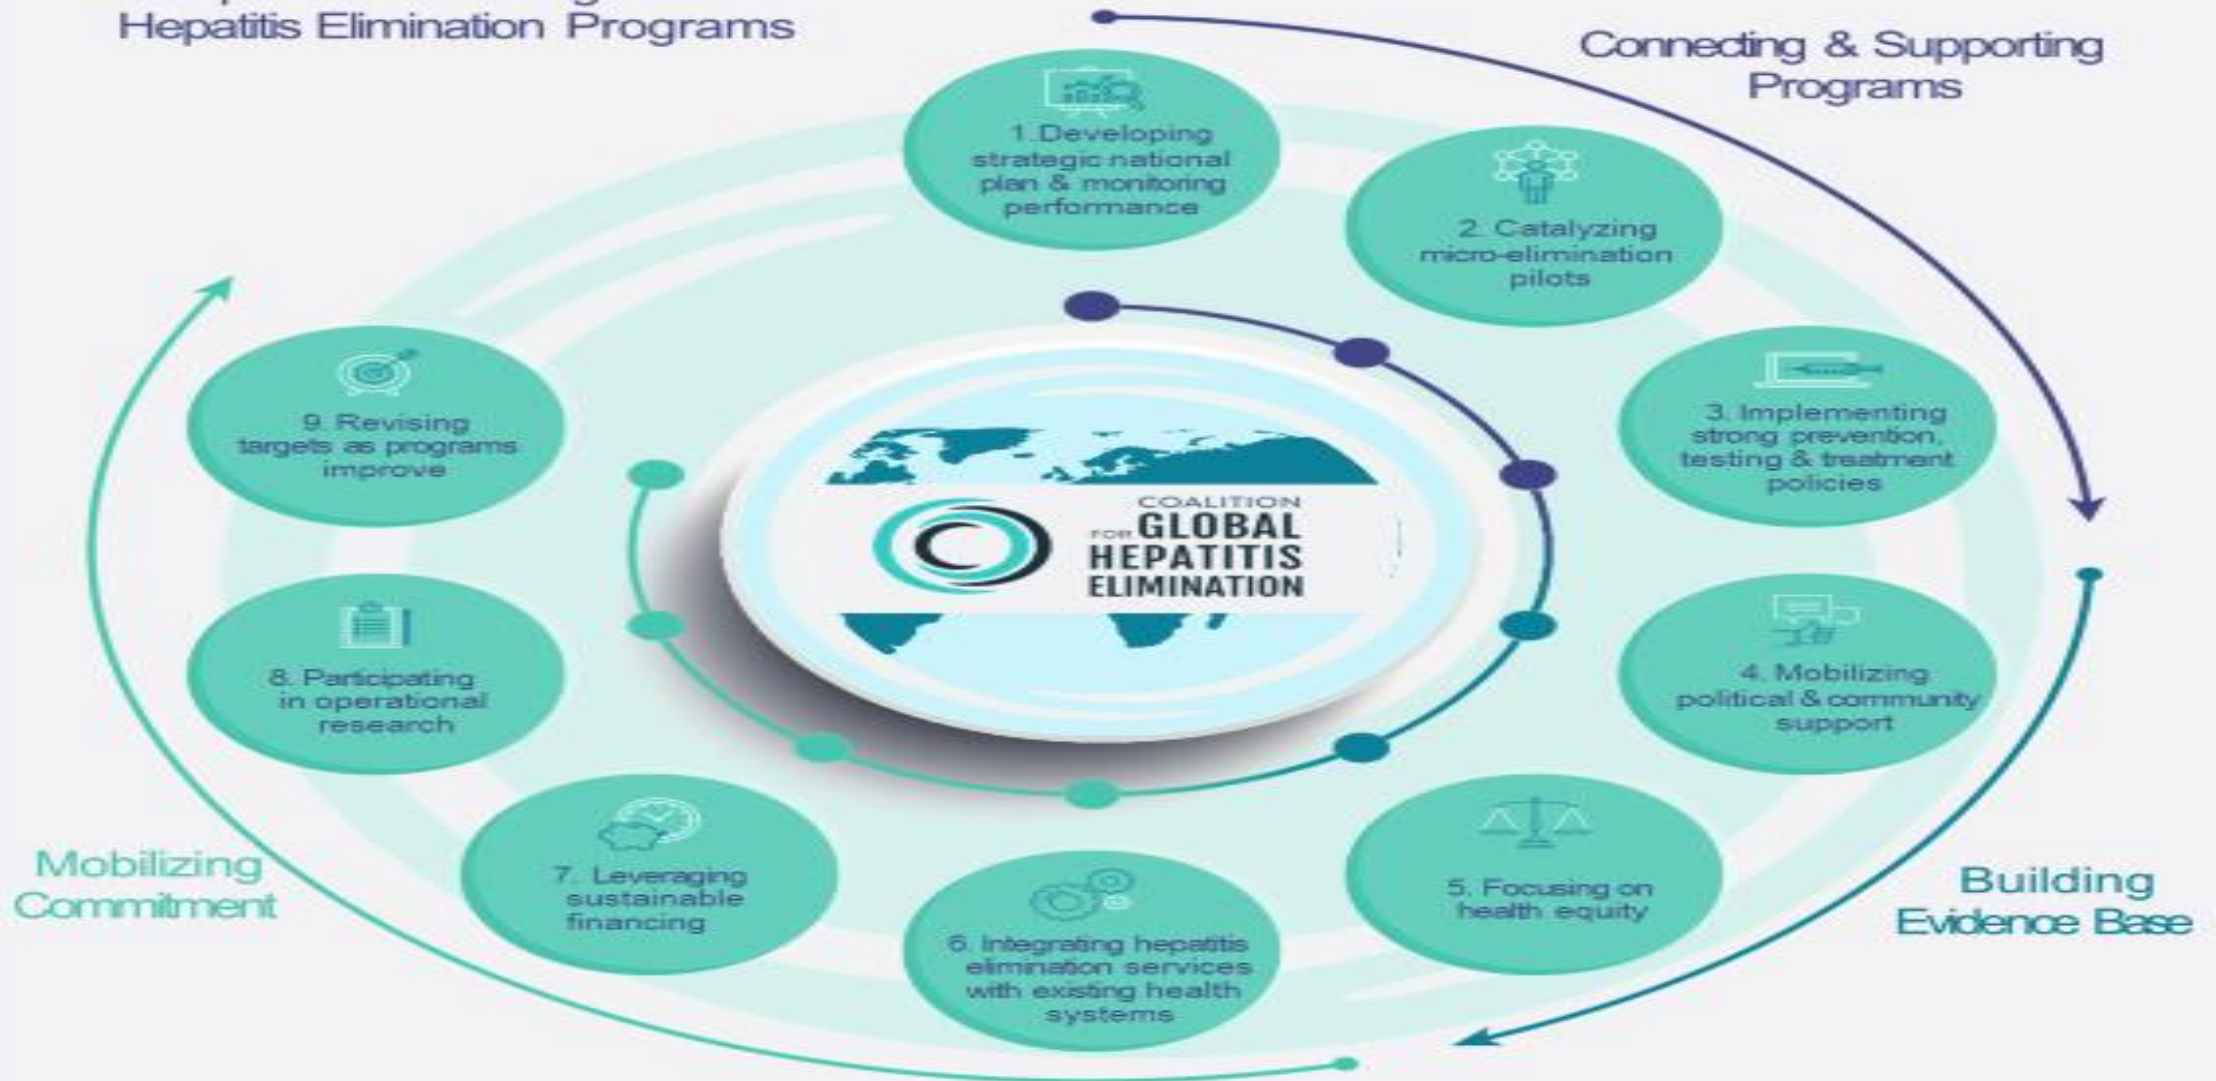 Hepatitis Elimination Programs
Connecting & Supporting
Programs
1.Developing
strategic national
plan & monitoring
performance
2. Catalyzing
micro-elimination
pilots
3. Implementing
strong prevention,
testing & treatment
policies
4. Mobilizing
political & community
support
5. Focusing on
health equity
6. Integrating hepatitis
elimination services
with existing health
systems
7. Leveraging
sustainable
financing
8. Participating
in operational
research
9. Revising
targets as programs
improve
COALITION
FOR GLOBAL
HEPATITIS
ELIMINATION
Mobilizing
Commitment
Building
Evidence Base